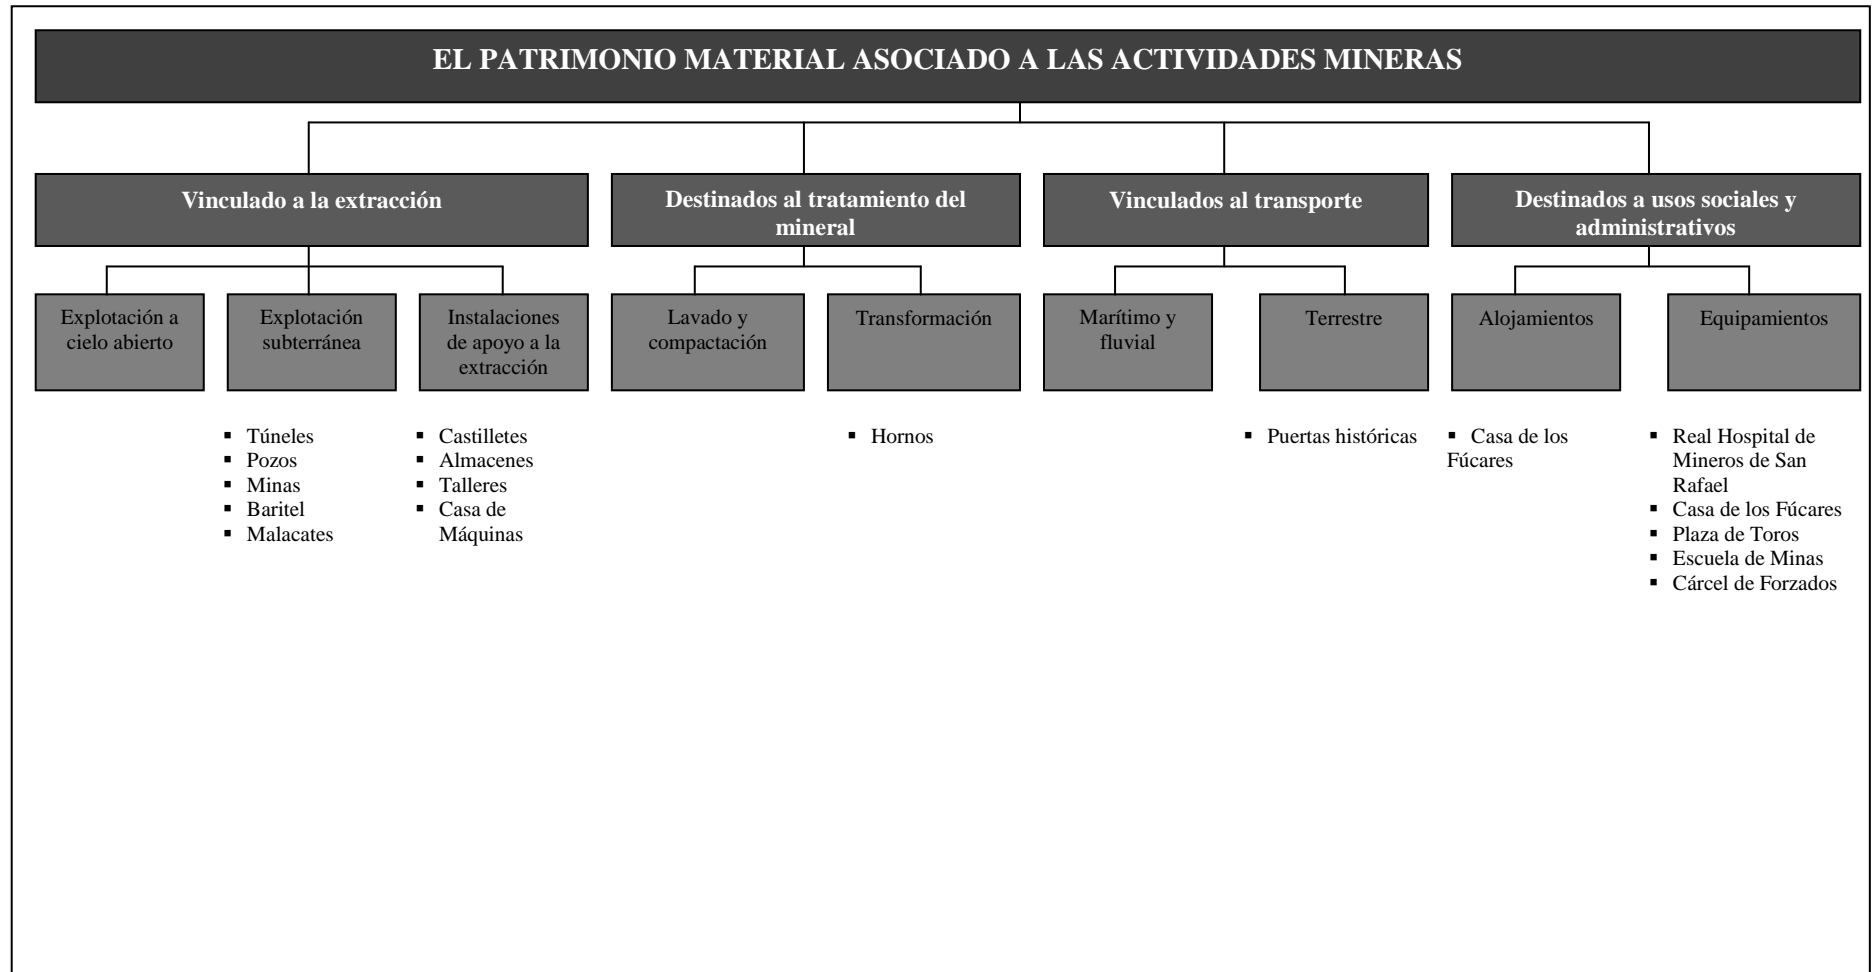 EL PATRIMONIO MATERIAL ASOCIADO A LAS ACTIVIDADES MINERAS
Vinculado a la extracción
Destinados al tratamiento del
mineral
Vinculados al transporte
Destinados a usos sociales y
administrativos
Explotación a
cielo abierto
Explotación
subterránea
Instalaciones
de apoyo a la
extracción
Lavado y
compactación
Transformación
Marítimo y
fluvial
Terrestre
Alojamientos
Equipamientos
▪ Túneles
▪ Pozos
▪ Minas
▪ Baritel
▪ Malacates
▪ Castilletes
▪ Almacenes
▪ Talleres
▪ Casa de
Máquinas
▪ Hornos
▪ Puertas históricas
▪ Casa de los
Fúcares
▪ Real Hospital de
Mineros de San
Rafael
▪ Casa de los Fúcares
▪ Plaza de Toros
▪ Escuela de Minas
▪ Cárcel de Forzados